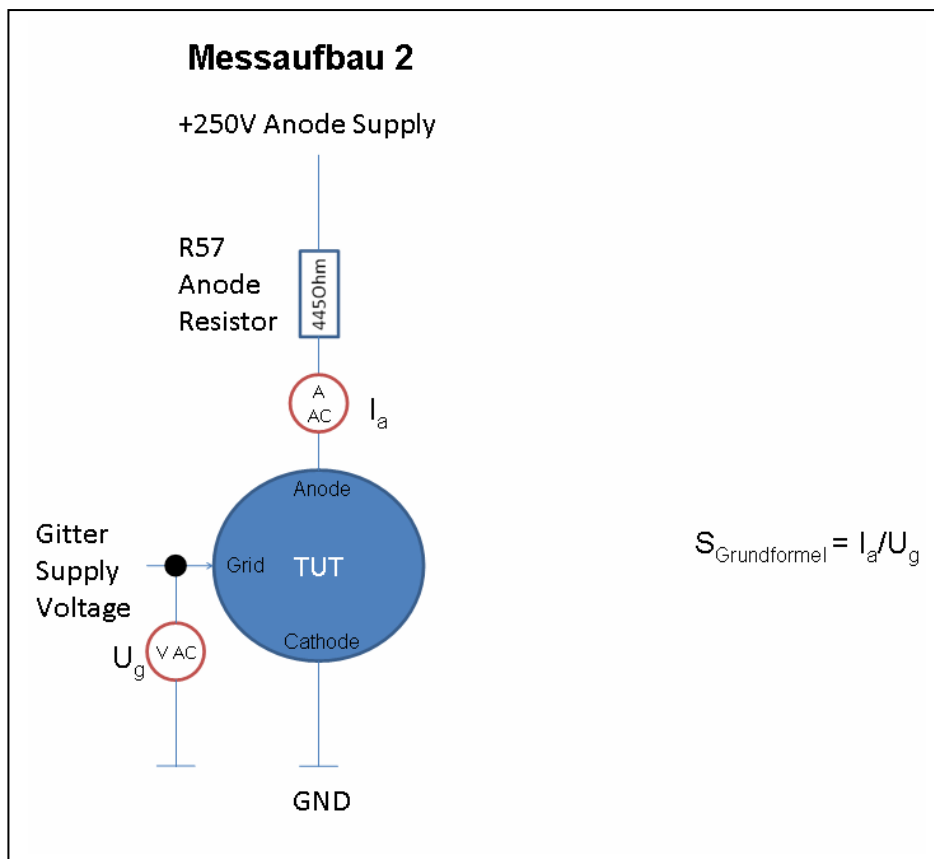 Messaufbau 2
+250V Anode Supply
R57
Anode
Resistor
445Ohm
A
AC
Ia
Anode
Gitter
Supply
Voltage
Grid
TUT
Cathode
Ug
V AC
GND
SGrundformel = Ia/Ug